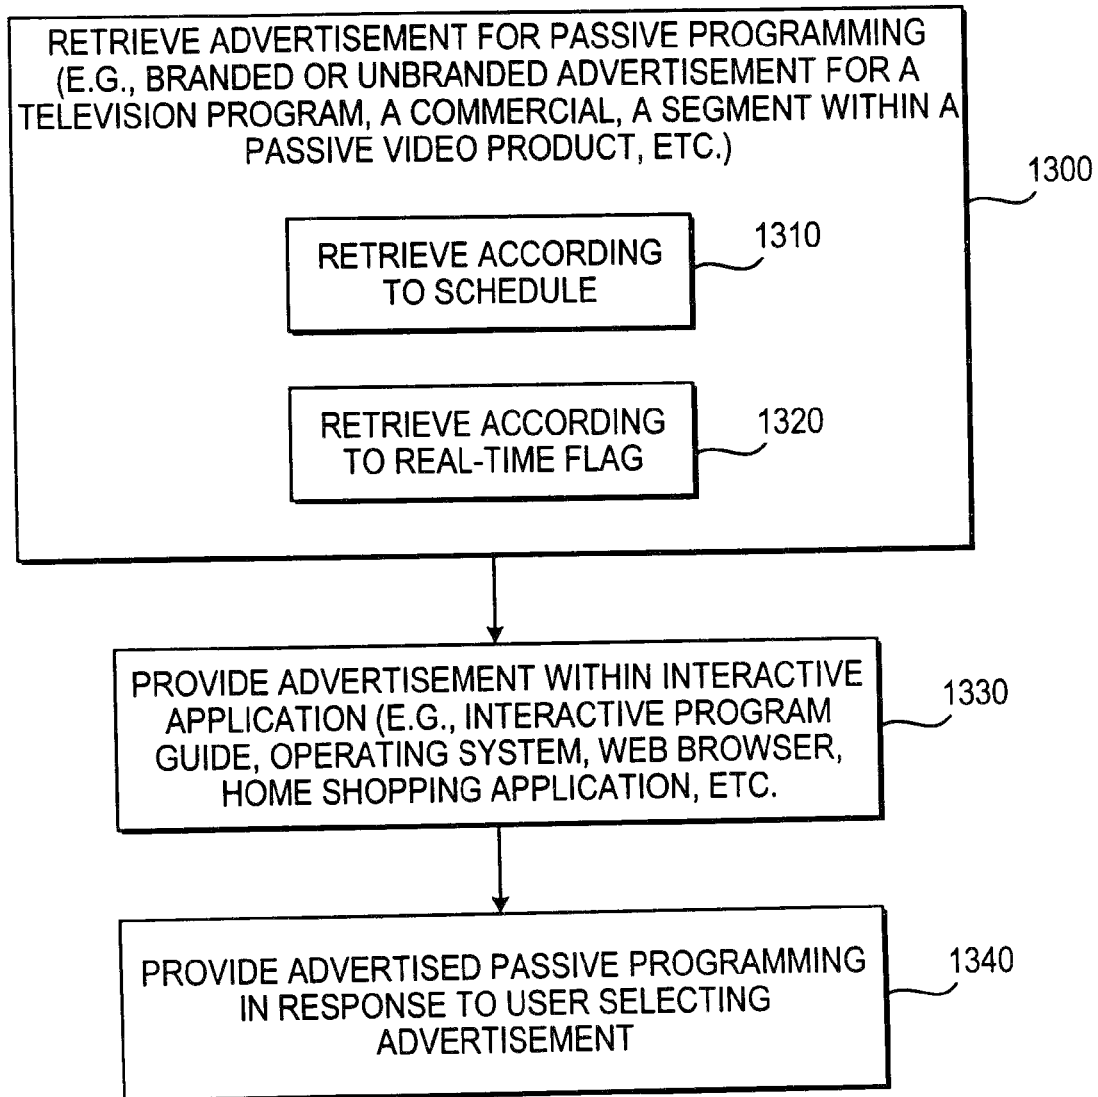 RETRIEVE ADVERTISEMENT FOR PASSIVE PROGRAMMING
(E.G., BRANDED OR UNBRANDED ADVERTISEMENT FOR A
TELEVISION PROGRAM, A COMMERCIAL, A SEGMENT WITHIN A
PASSIVE VIDEO PRODUCT, ETC.)
1300
RETRIEVE ACCORDING
TO SCHEDULE
1310
RETRIEVE ACCORDING
TO REAL-TIME FLAG
1320
PROVIDE ADVERTISEMENT WITHIN INTERACTIVE
APPLICATION (E.G., INTERACTIVE PROGRAM
GUIDE, OPERATING SYSTEM, WEB BROWSER,
HOME SHOPPING APPLICATION, ETC.
1330
PROVIDE ADVERTISED PASSIVE PROGRAMMING
IN RESPONSE TO USER SELECTING
ADVERTISEMENT
1340